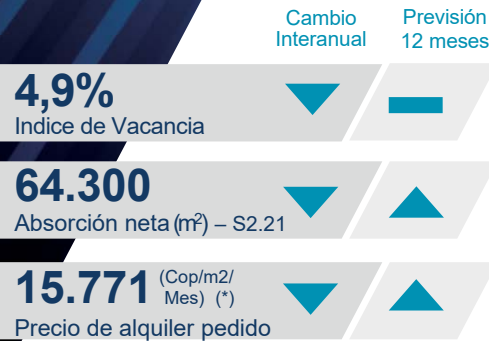 Cambio Previsión
Interanual 12 meses
4,9%
Indice de Vacancia
64.300
Absorción neta (m²) – S2.21
15.771 (Cop/m2/
Mes) (*)
Precio de alquiler pedido